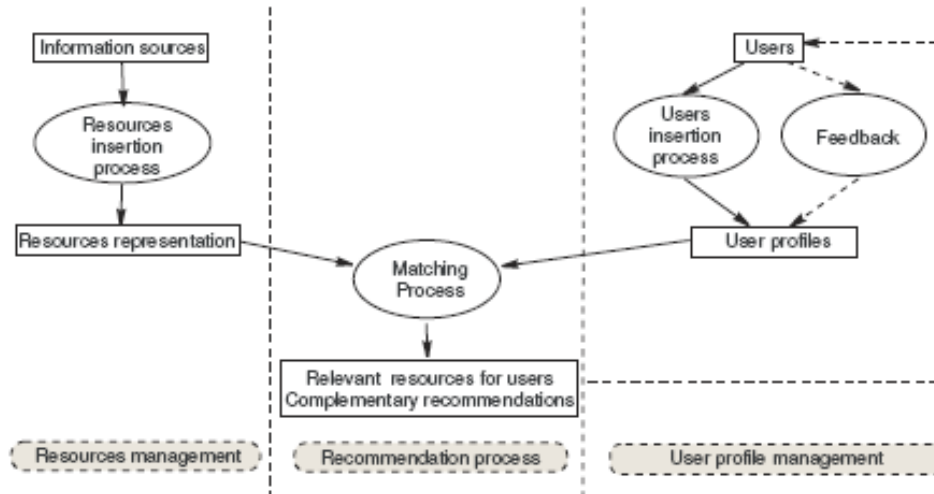 Information sources
Resources
insertion
process
Resources representation
Matching
Process
Relevant resources for users
Complementary recommendations
Users
Users
insertion
process
Feedback
User profiles
Resources management
Recommendation process
User profile management